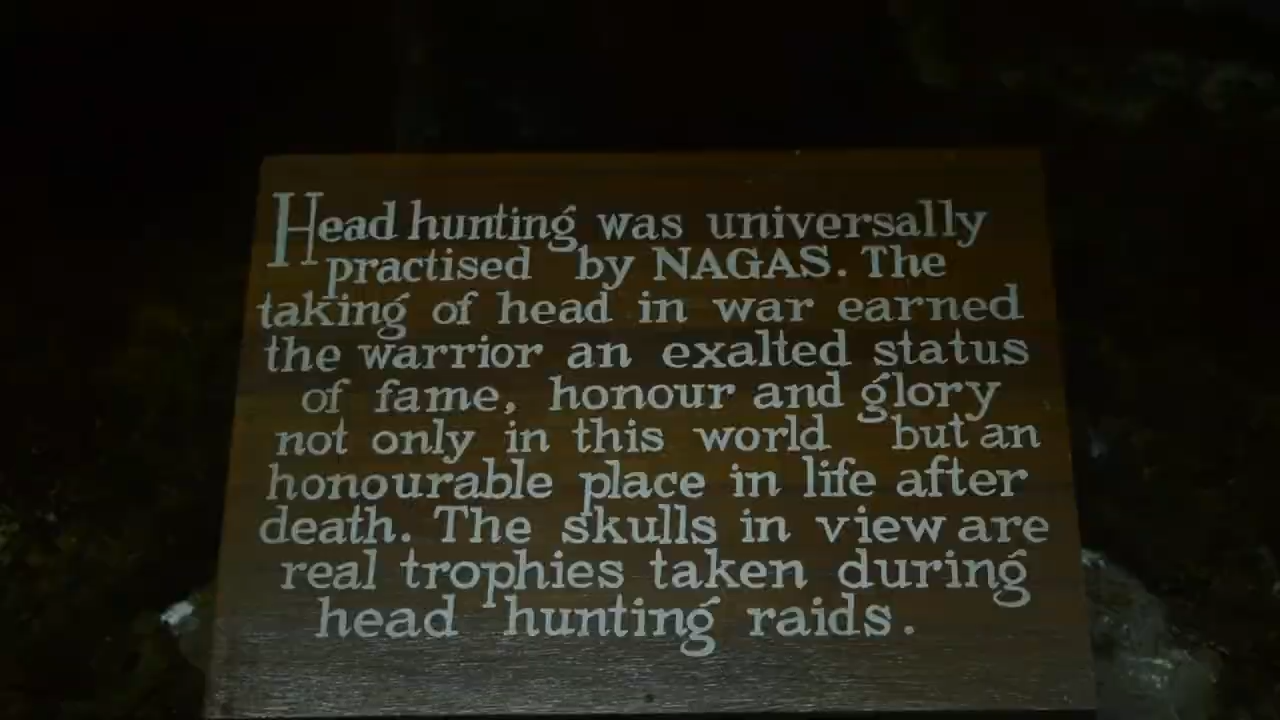 Head hunting was universally
practised by NAGAS. The
taking of head in war earned
the warrior an exalted status
of fame, honour and glory
not only in this world but an
honourable place in life after
death. The skulls in view are
real trophies taken during
head hunting raids.